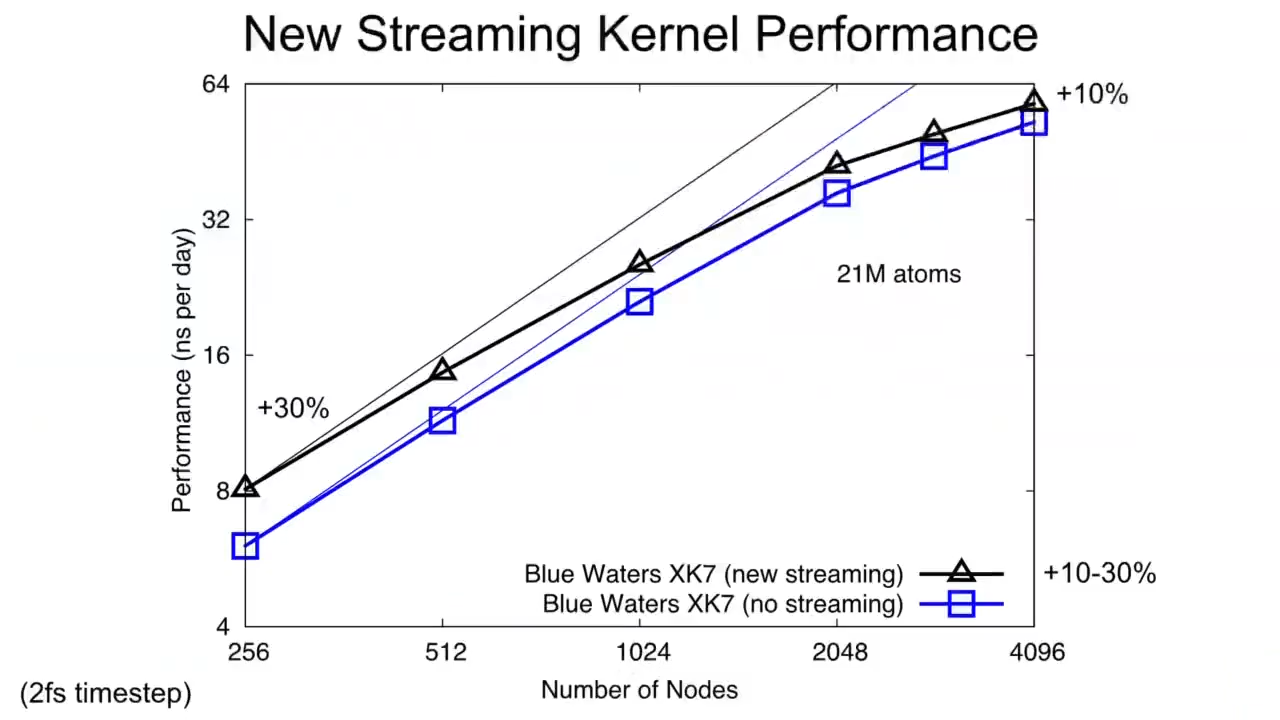 New Streaming Kernel Performance
64
+10%
32
21M atoms
Performance (ns per day)
16
+30%
8
Blue Waters XK7 (new streaming)
+10-30%
Blue Waters XK7 (no streaming)
4
256
512
1024
2048
4096
Number of Nodes
(2fs timestep)